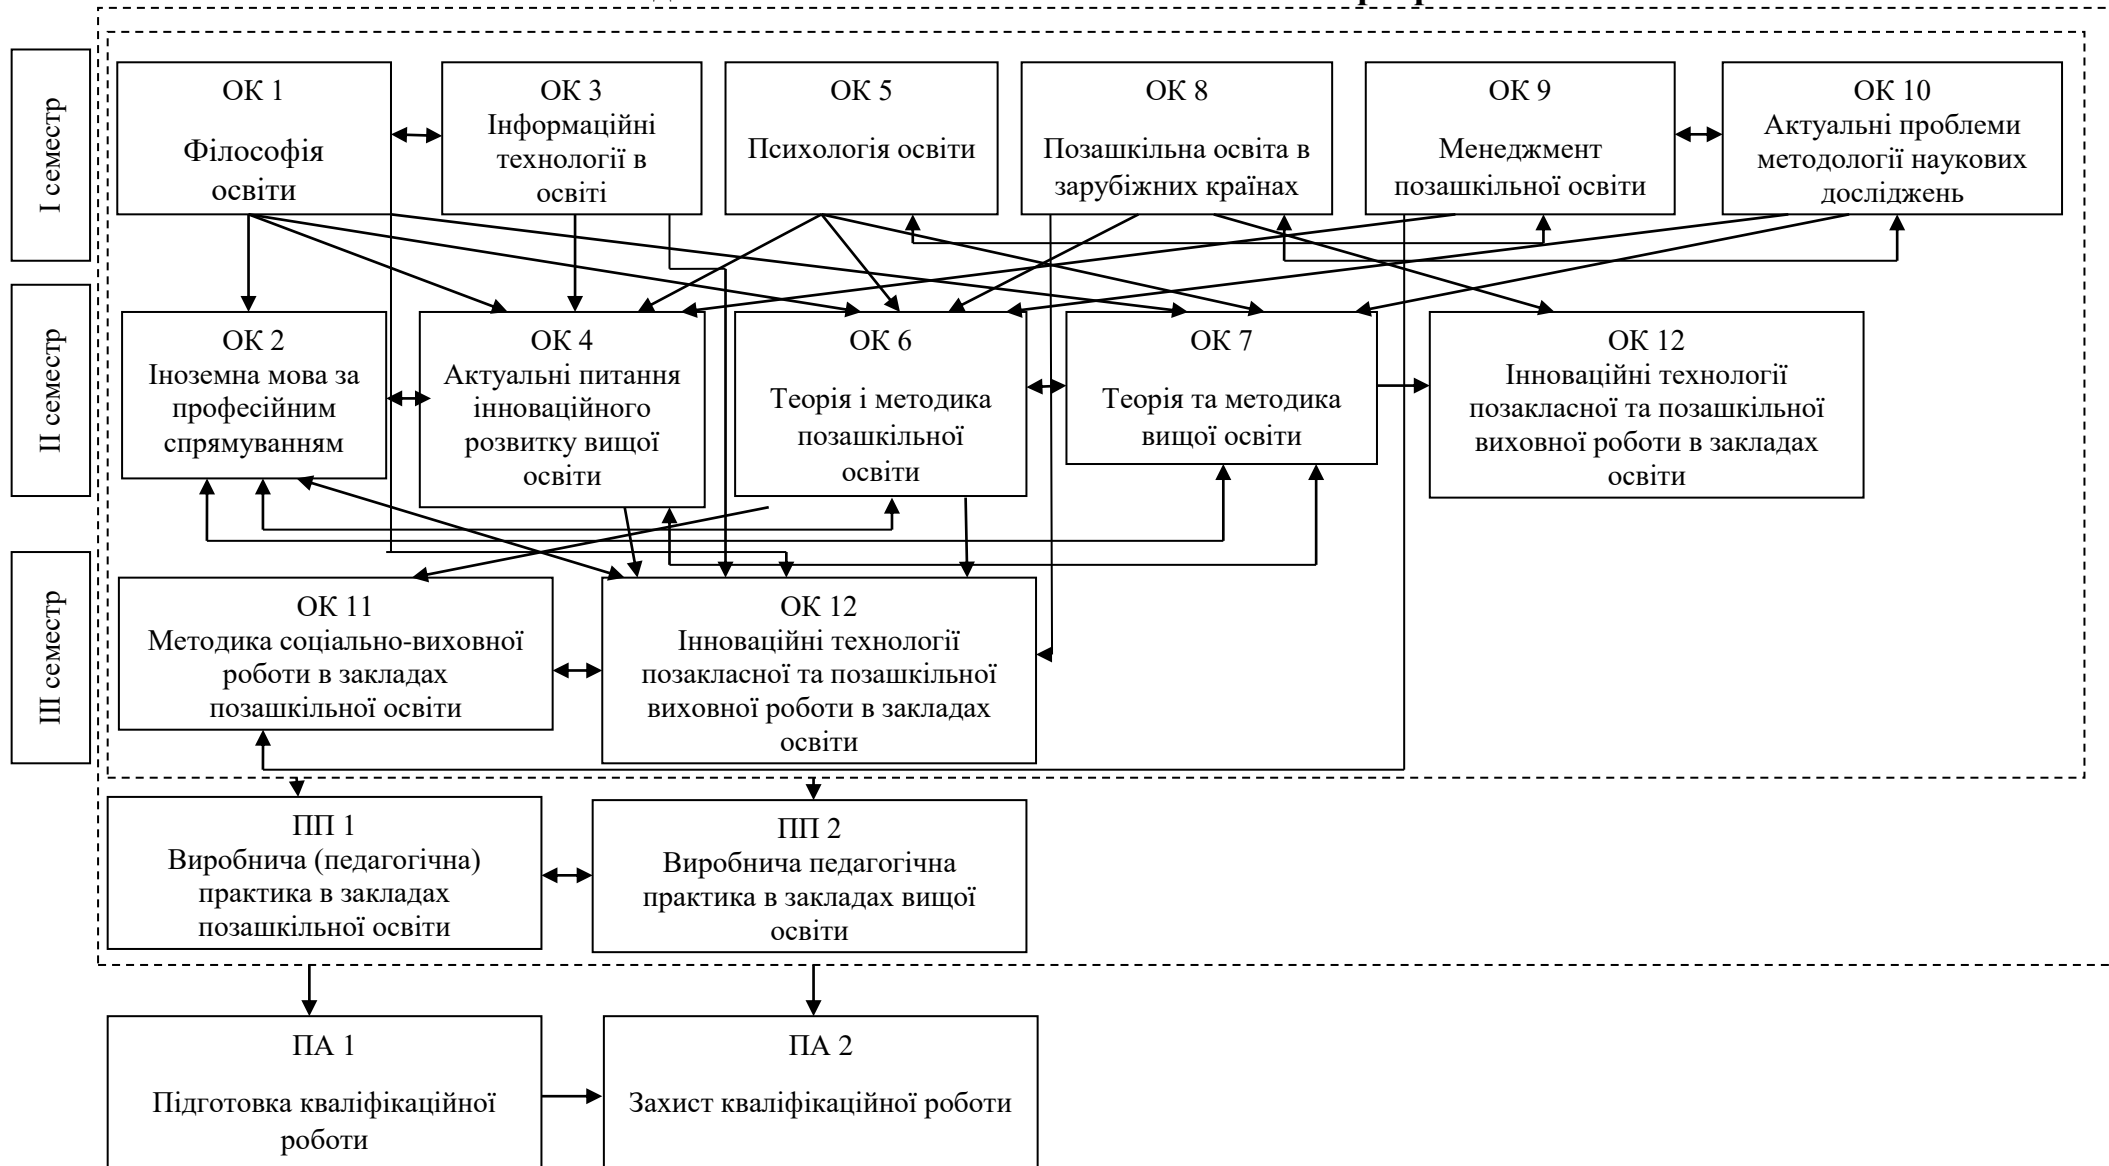 І семестр
ОК 1
Філософія
освіти
ОК 3
Інформаційні
технології в
освіті
ОК 5
Психологія освіти
ОК 8
Позашкільна освіта в
зарубіжних країнах
ОК 9
Менеджмент
позашкільної освіти
ОК 10
Актуальні проблеми
методології наукових
досліджень
ІІ семестр
ОК 2
Іноземна мова за
професійним
спрямуванням
ОК 4
Актуальні питання
інноваційного
розвитку вищої
освіти
ОК 6
Теорія і методика
позашкільної
освіти
ОК 7
Теорія та методика
вищої освіти
ОК 12
Інноваційні технології
позакласної та позашкільної
виховної роботи в закладах
освіти
ІІІ семестр
ОК 11
Методика соціально-виховної
роботи в закладах
позашкільної освіти
ОК 12
Інноваційні технології
позакласної та позашкільної
виховної роботи в закладах
освіти
ПП 1
Виробнича (педагогічна)
практика в закладах
позашкільної освіти
ПП 2
Виробнича педагогічна
практика в закладах вищої
освіти
ПА 1
Підготовка кваліфікаційної
роботи
ПА 2
Захист кваліфікаційної роботи